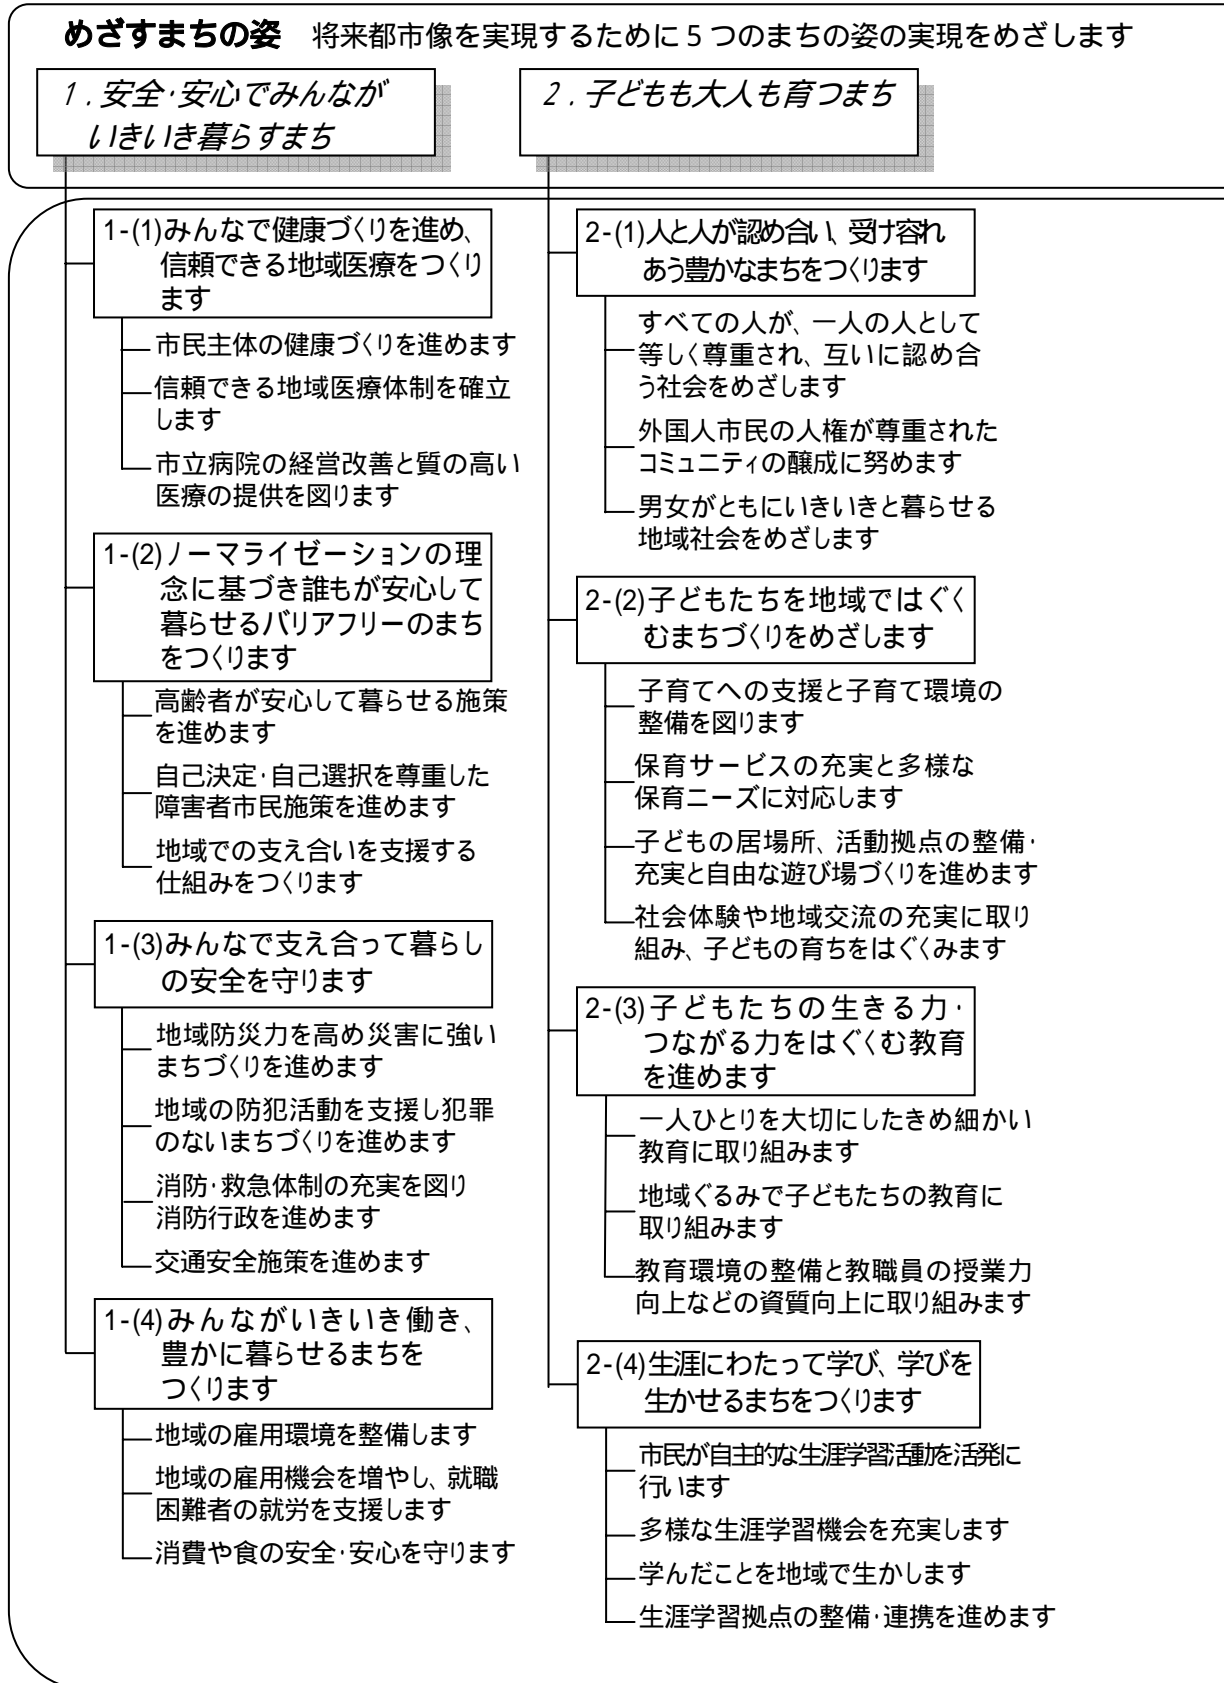 めざすまちの姿　将来都市像を実現するために5つのまちの姿の実現をめざします
1.安全・安心でみんなが
いきいき暮らすまち
2.子どもも大人も育つまち
1-(1)みんなで健康づくりを進め、
信頼できる地域医療をつくり
ます
市民主体の健康づくりを進めます
信頼できる地域医療体制を確立
します
市立病院の経営改善と質の高い
医療の提供を図ります
1-(2)ノーマライゼーションの理
念に基づき誰もが安心して
暮らせるバリアフリーのまち
をつくります
高齢者が安心して暮らせる施策
を進めます
自己決定・自己選択を尊重した
障害者市民施策を進めます
地域での支え合いを支援する
仕組みをつくります
1-(3)みんなで支え合って暮らし
の安全を守ります
地域防災力を高め災害に強い
まちづくりを進めます
地域の防犯活動を支援し犯罪
のないまちづくりを進めます
消防・救急体制の充実を図り
消防行政を進めます
交通安全施策を進めます
1-(4)みんながいきいき働き、
豊かに暮らせるまちを
つくります
地域の雇用環境を整備します
地域の雇用機会を増やし、就職
困難者の就労を支援します
消費や食の安全・安心を守ります
2-(1)人と人が認め合い、受け容れ
あう豊かなまちをつくります
すべての人が、一人の人として
等しく尊重され、互いに認め合
う社会をめざします
外国人市民の人権が尊重された
コミュニティの醸成に努めます
男女がともにいきいきと暮らせる
地域社会をめざします
2-(2)子どもたちを地域ではぐく
むまちづくりをめざします
子育てへの支援と子育て環境の
整備を図ります
保育サービスの充実と多様な
保育ニーズに対応します
子どもの居場所、活動拠点の整備・
充実と自由な遊び場づくりを進めます
社会体験や地域交流の充実に取り
組み、子どもの育ちをはぐくみます
2-(3)子どもたちの生きる力・
つながる力をはぐくむ教育
を進めます
一人ひとりを大切にしたきめ細かい
教育に取り組みます
地域ぐるみで子どもたちの教育に
取り組みます
教育環境の整備と教職員の授業力
向上などの資質向上に取り組みます
2-(4)生涯にわたって学び、学びを
生かせるまちをつくります
市民が自主的な生涯学習活動を活発に
行います
多様な生涯学習機会を充実します
学んだことを地域で生かします
生涯学習拠点の整備・連携を進めます